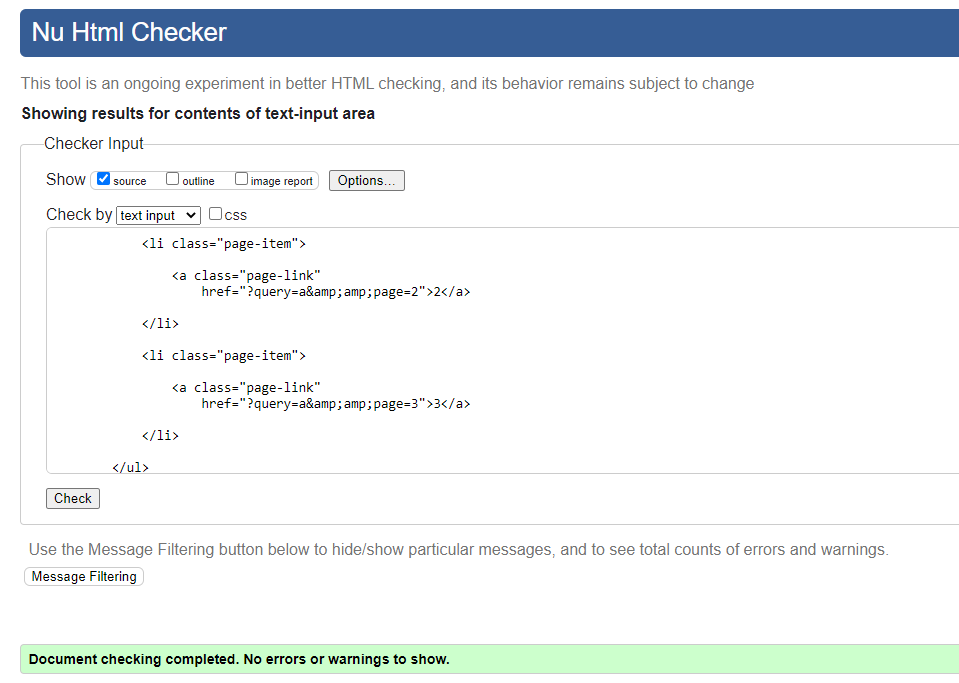 Nu Html Checker
This tool is an ongoing experiment in better HTML checking, and its behavior remains subject to change
Showing results for contents of text-input area
Checker Input
Show source outline image report Options...
Check by text input css
<li class="page-item">
<a class="page-link"
href="?query=a&amp;amp;page=2">2</a>
</li>
<li class="page-item">
<a class="page-link"
href="?query=a&amp;amp;page=3">3</a>
</li>
</ul>
Check
Use the Message Filtering button below to hide/show particular messages, and to see total counts of errors and warnings.
Message Filtering
Document checking completed. No errors or warnings to show.